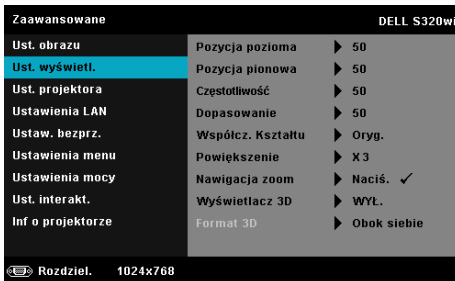 Zaawansowane DELL S320wi
Ust. obrazu
Ust. wyświetl.
Ust. projektora
Ustawienia LAN
Ustaw. bezprz.
Ustawienia menu
Ustawienia mocy
Ust. interakt.
Inf o projektorze
Pozycja pozioma 50
Pozycja pionowa 50
Częstotliwość 50
Dopasowanie 50
Współcz. Kształtu Oryg.
Powiększenie X3
Nawigacja zoom Naciś. ✓
Wyświetlacz 3D WYŁ.
Format 3D Obok siebie
Rozdziel. 1024x768